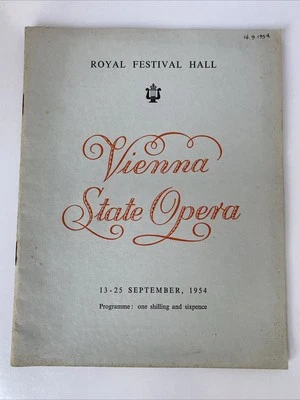 16.9.1954
ROYAL FESTIVAL HALL
Vienna
State Opera
13-25 SEPTEMBER, 1954
Programme: one shilling and sixpence